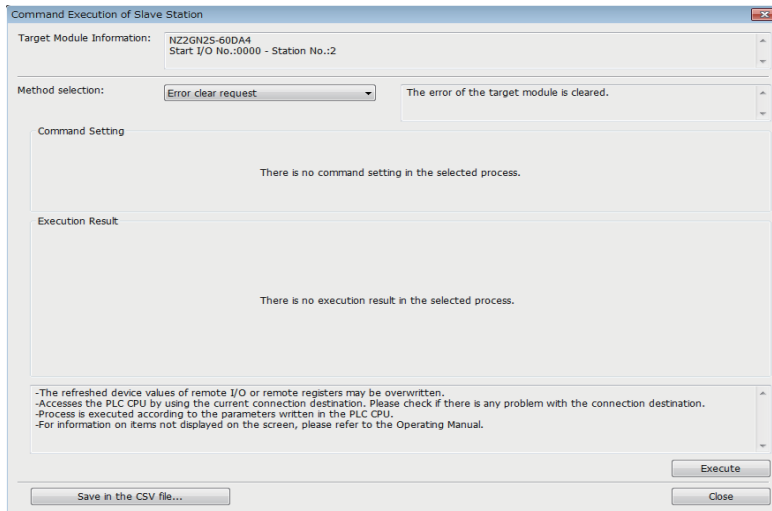 Command Execution of Slave Station
Target Module Information:
NZ2GN2S-60DA4
Start I/O No.:0000 - Station No.:2
Method selection:
Error clear request
The error of the target module is cleared.
Command Setting
There is no command setting in the selected process.
Execution Result
There is no execution result in the selected process.
-The refreshed device values of remote I/O or remote registers may be overwritten.
-Accesses the PLC CPU by using the current connection destination. Please check if there is any problem with the connection destination.
-Process is executed according to the parameters written in the PLC CPU.
-For information on items not displayed on the screen, please refer to the Operating Manual.
Execute
Save in the CSV file...
Close